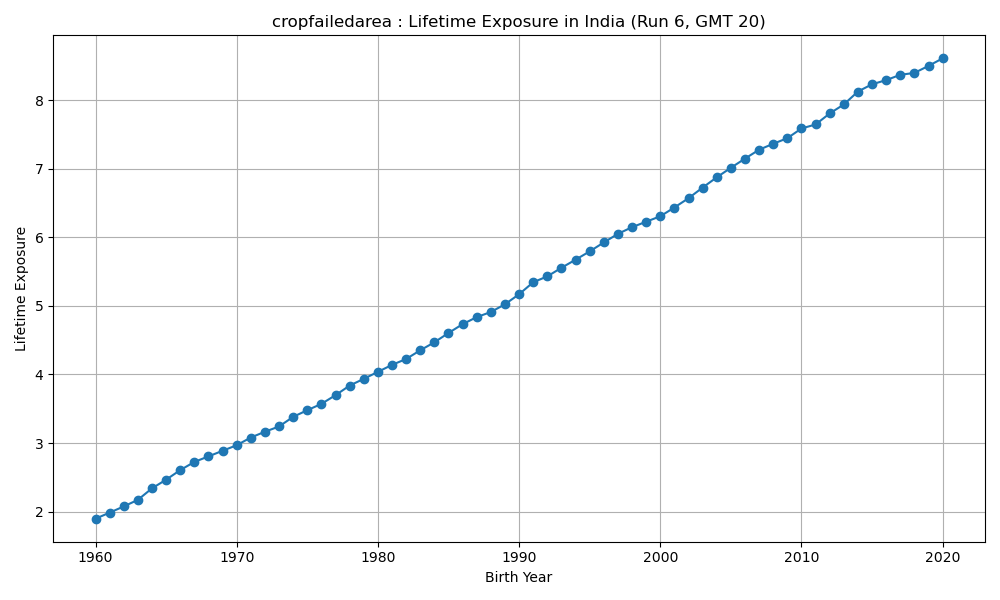 cropfailedarea : Lifetime Exposure in India (Run 6, GMT 20)
Lifetime Exposure
8
7
6
5
4
3
2
1960 1970 1980 1990 2000 2010 2020
Birth Year